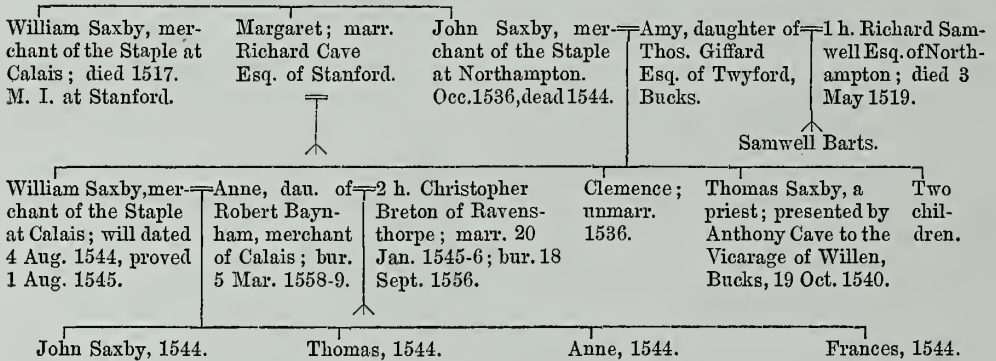 William Saxby, mer-
chant of the Staple at
Calais; died 1517.
M. I. at Stanford.
Margaret; marr.
Richard Cave
Esq. of Stanford.
John Saxby, mer-
chant of the Staple
at Northampton.
Occ. 1536, dead 1544.
Amy, daughter of
Thos. Giffard
Esq. of Twyford,
Bucks.
1 h. Richard Sam-
well Esq. of North-
ampton; died 3
May 1519.
Samwell Barts.
William Saxby, mer-
chant of the Staple
at Calais; will dated
4 Aug. 1544, proved
1 Aug. 1545.
Anne, dau. of
Robert Bayn-
ham, merchant
of Calais; bur.
5 Mar. 1558-9.
2 h. Christopher
Breton of Ravens-
thorpe; marr. 20
Jan. 1545-6; bur. 18
Sept. 1556.
Clemence;
unmarr.
1536.
Thomas Saxby, a
priest; presented by
Anthony Cave to the
Vicarage of Willen,
Bucks, 19 Oct. 1540.
Two
chil-
dren.
John Saxby, 1544.
Thomas, 1544.
Anne, 1544.
Frances, 1544.